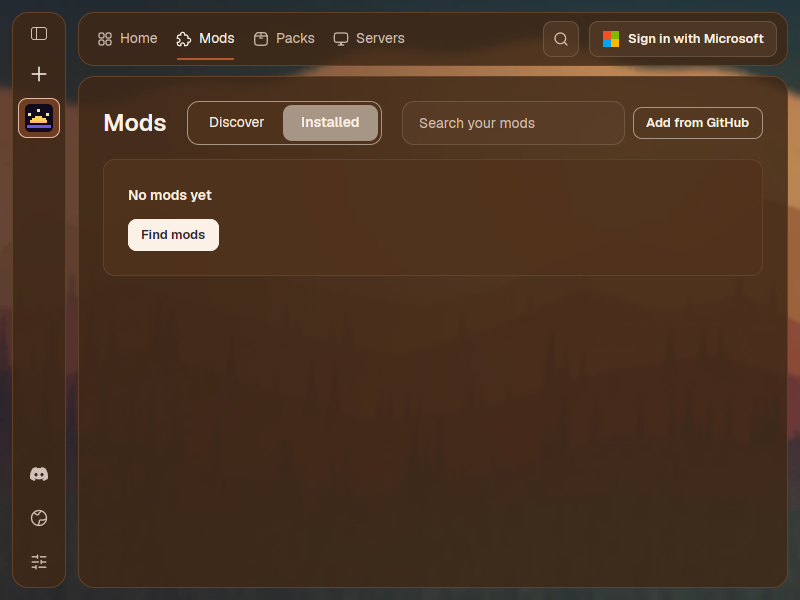 Home
Mods
Packs
Servers
Sign in with Microsoft
Mods
Discover
Installed
Search your mods
Add from GitHub
No mods yet
Find mods